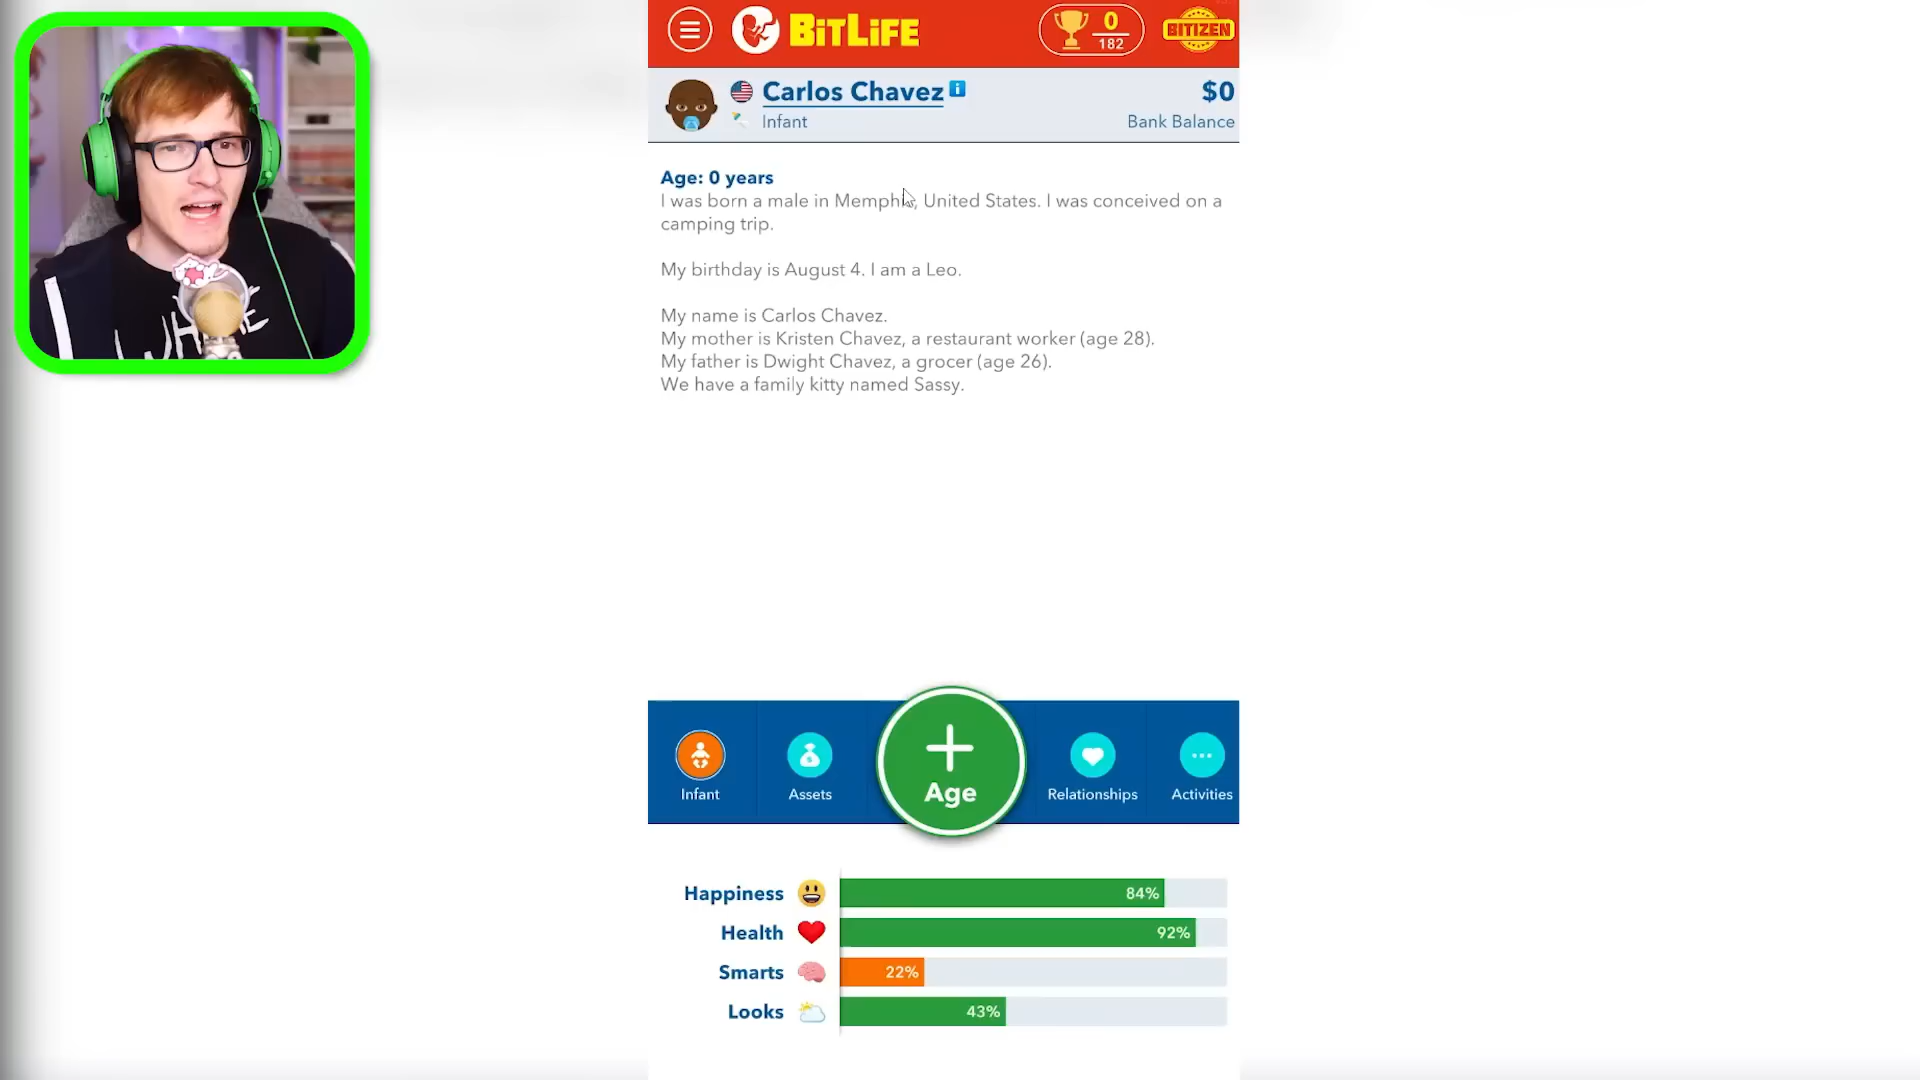 BitLife
0
182
BITIZEN
Carlos Chavez i
Infant
$0
Bank Balance
Age: 0 years
I was born a male in Memphis, United States. I was conceived on a
camping trip.
My birthday is August 4. I am a Leo.
My name is Carlos Chavez.
My mother is Kristen Chavez, a restaurant worker (age 28).
My father is Dwight Chavez, a grocer (age 26).
We have a family kitty named Sassy.
Infant
Assets
Age
Relationships
Activities
Happiness 84%
Health 92%
Smarts 22%
Looks 43%